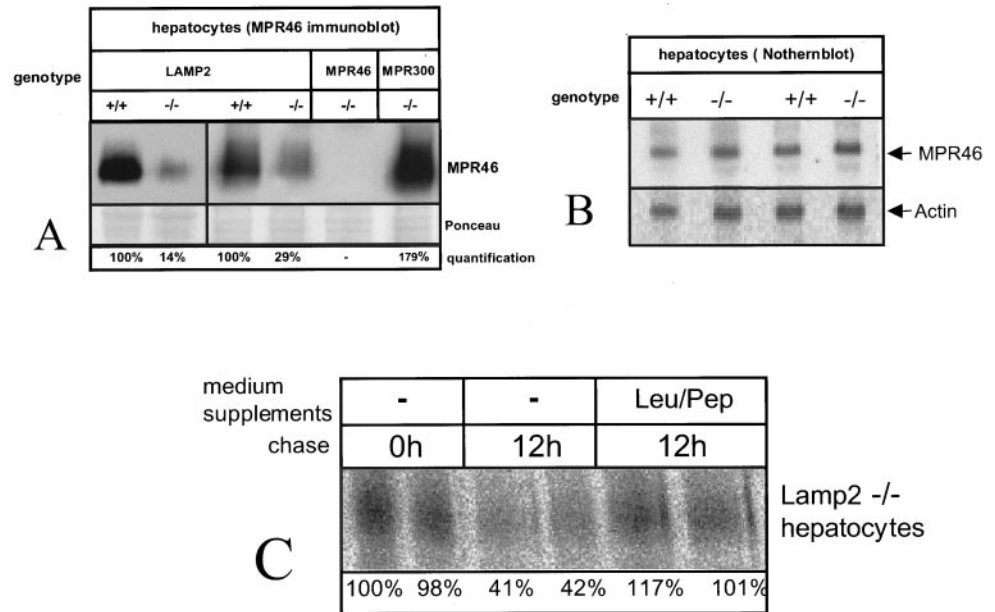 hepatocytes (MPR46 immunoblot)
genotype
LAMP2 MPR46 MPR300
+/+ -/- +/+ -/- -/- -/-
MPR46
Ponceau
100% 14% 100% 29% - 179% quantification
A
hepatocytes ( Nothernblot)
genotype +/+ -/- +/+ -/-
MPR46
Actin
B
medium
supplements
- - Leu/Pep
chase 0h 12h 12h
Lamp2 -/-
hepatocytes
100% 98% 41% 42% 117% 101%
C